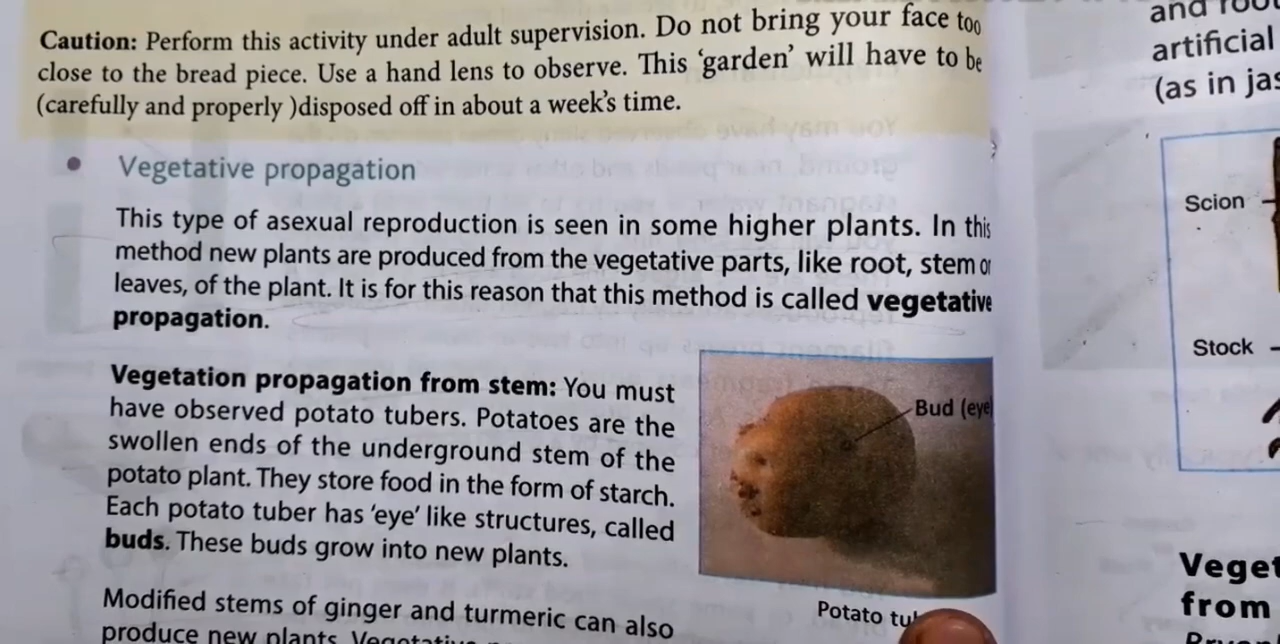 Caution: Perform this activity under adult supervision. Do not bring your face too
close to the bread piece. Use a hand lens to observe. This ‘garden’ will have to be
(carefully and properly )disposed off in about a week’s time.
• Vegetative propagation
This type of asexual reproduction is seen in some higher plants. In this
method new plants are produced from the vegetative parts, like root, stem or
leaves, of the plant. It is for this reason that this method is called vegetative
propagation.
Vegetation propagation from stem: You must
have observed potato tubers. Potatoes are the
swollen ends of the underground stem of the
potato plant. They store food in the form of starch.
Each potato tuber has ‘eye’ like structures, called
buds. These buds grow into new plants.
Modified stems of ginger and turmeric can also
produce new plants.
Bud (eye)
Potato
and
artificial
(as in
Scion
Stock
from